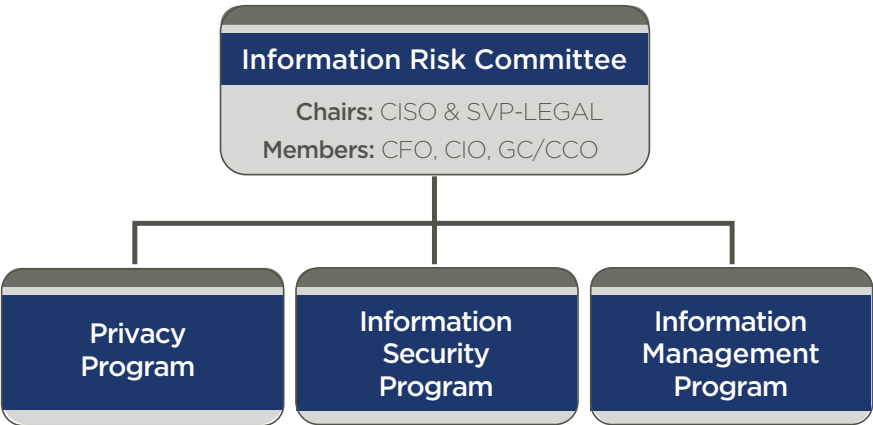 Information Risk Committee
Chairs: CISO & SVP-LEGAL
Members: CFO, CIO, GC/CCO
Privacy
Program
Information
Security
Program
Information
Management
Program